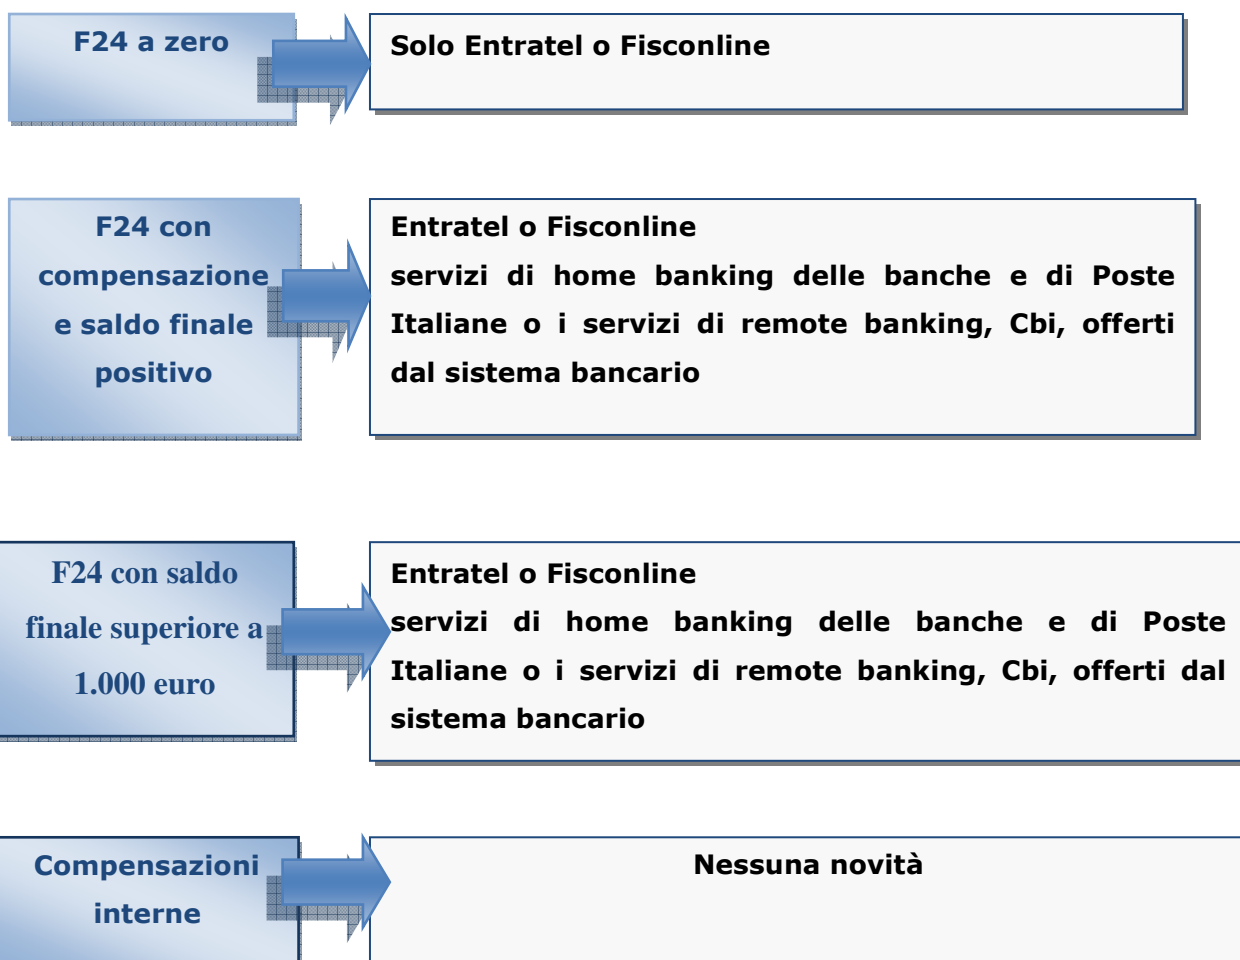 F24 a zero
Solo Entratel o Fisconline
F24 con
compensazione
e saldo finale
positivo
Entratel o Fisconline
servizi di home banking delle banche e di Poste
Italiane o i servizi di remote banking, Cbi, offerti
dal sistema bancario
F24 con saldo
finale superiore a
1.000 euro
Entratel o Fisconline
servizi di home banking delle banche e di Poste
Italiane o i servizi di remote banking, Cbi, offerti dal
sistema bancario
Compensazioni
interne
Nessuna novità